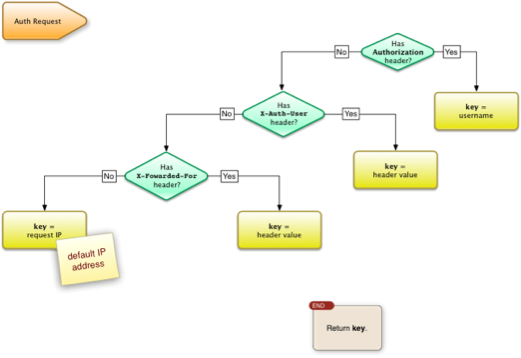 Auth Request
Has
Authorization
header?
No
Yes
key =
username
Has
X-Auth-User
header?
No
Yes
key =
header value
Has
X-Fowarded-For
header?
No
Yes
key =
request IP
default IP
address
key =
header value
END
Return key.